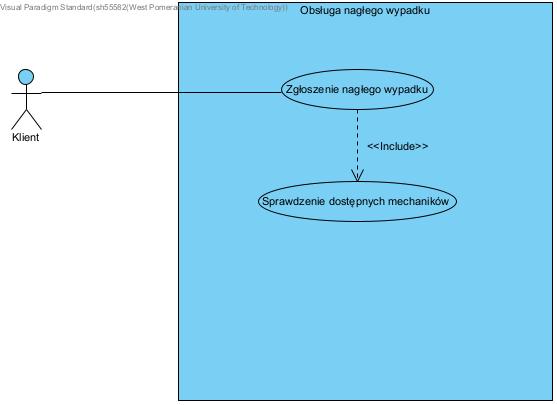 Visual Paradigm Standard(sh55582(West Pomeranian University of Technology))
Obsługa nagłego wypadku
Zgłoszenie nagłego wypadku
Klient
<<Include>>
Sprawdzenie dostępnych mechaników